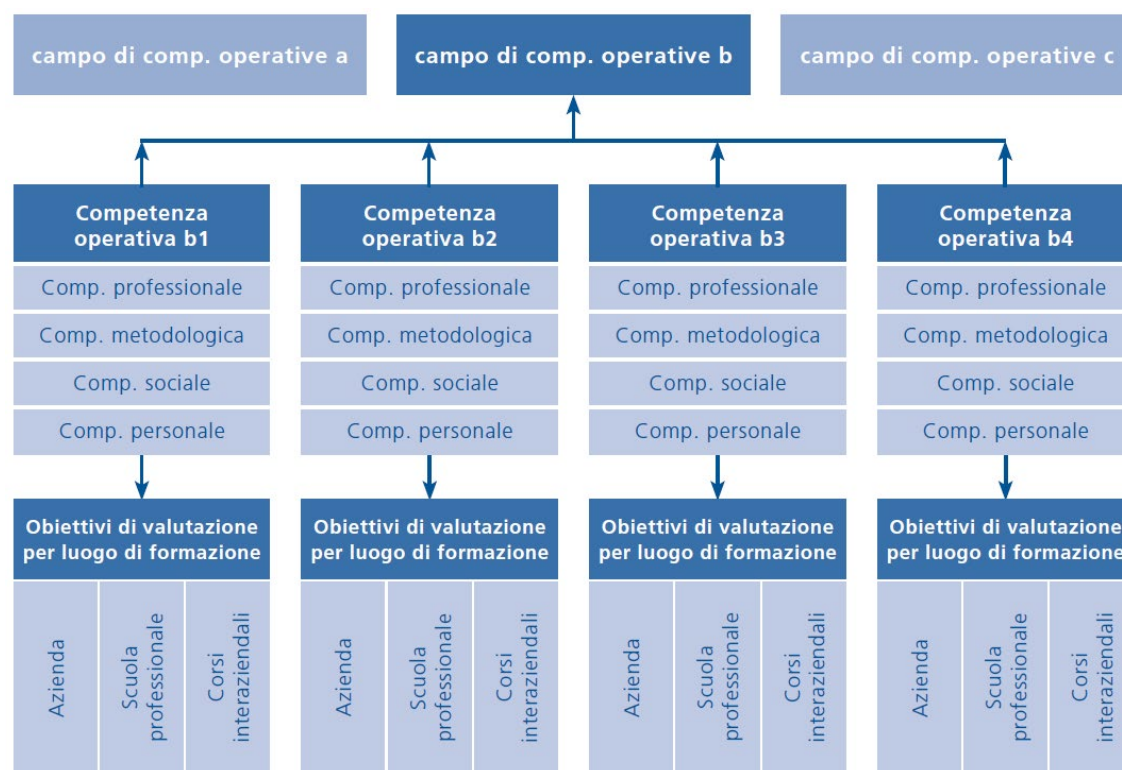 campo di comp. operative a
campo di comp. operative b
campo di comp. operative c
Competenza
operativa b1
Comp. professionale
Comp. metodologica
Comp. sociale
Comp. personale
Obiettivi di valutazione
per luogo di formazione
Azienda
Scuola
professionale
Corsi
interaziendali
Competenza
operativa b2
Comp. professionale
Comp. metodologica
Comp. sociale
Comp. personale
Obiettivi di valutazione
per luogo di formazione
Azienda
Scuola
professionale
Corsi
interaziendali
Competenza
operativa b3
Comp. professionale
Comp. metodologica
Comp. sociale
Comp. personale
Obiettivi di valutazione
per luogo di formazione
Azienda
Scuola
professionale
Corsi
interaziendali
Competenza
operativa b4
Comp. professionale
Comp. metodologica
Comp. sociale
Comp. personale
Obiettivi di valutazione
per luogo di formazione
Azienda
Scuola
professionale
Corsi
interaziendali